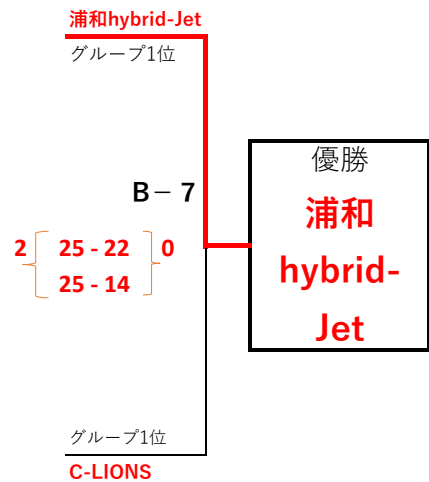 浦和hybrid-Jet
グループ1位
B－７
2 25 - 22 0
25 - 14
優勝
浦和
hybrid-
Jet
グループ1位
C-LIONS